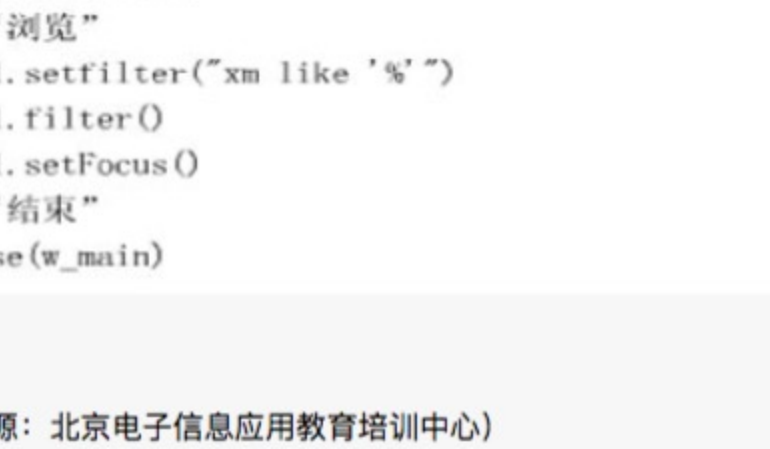 浏览”
.setfilter("xm like '%'")
.filter()
.setFocus()
结束”
se(w_main)
源：北京电子信息应用教育培训中心）